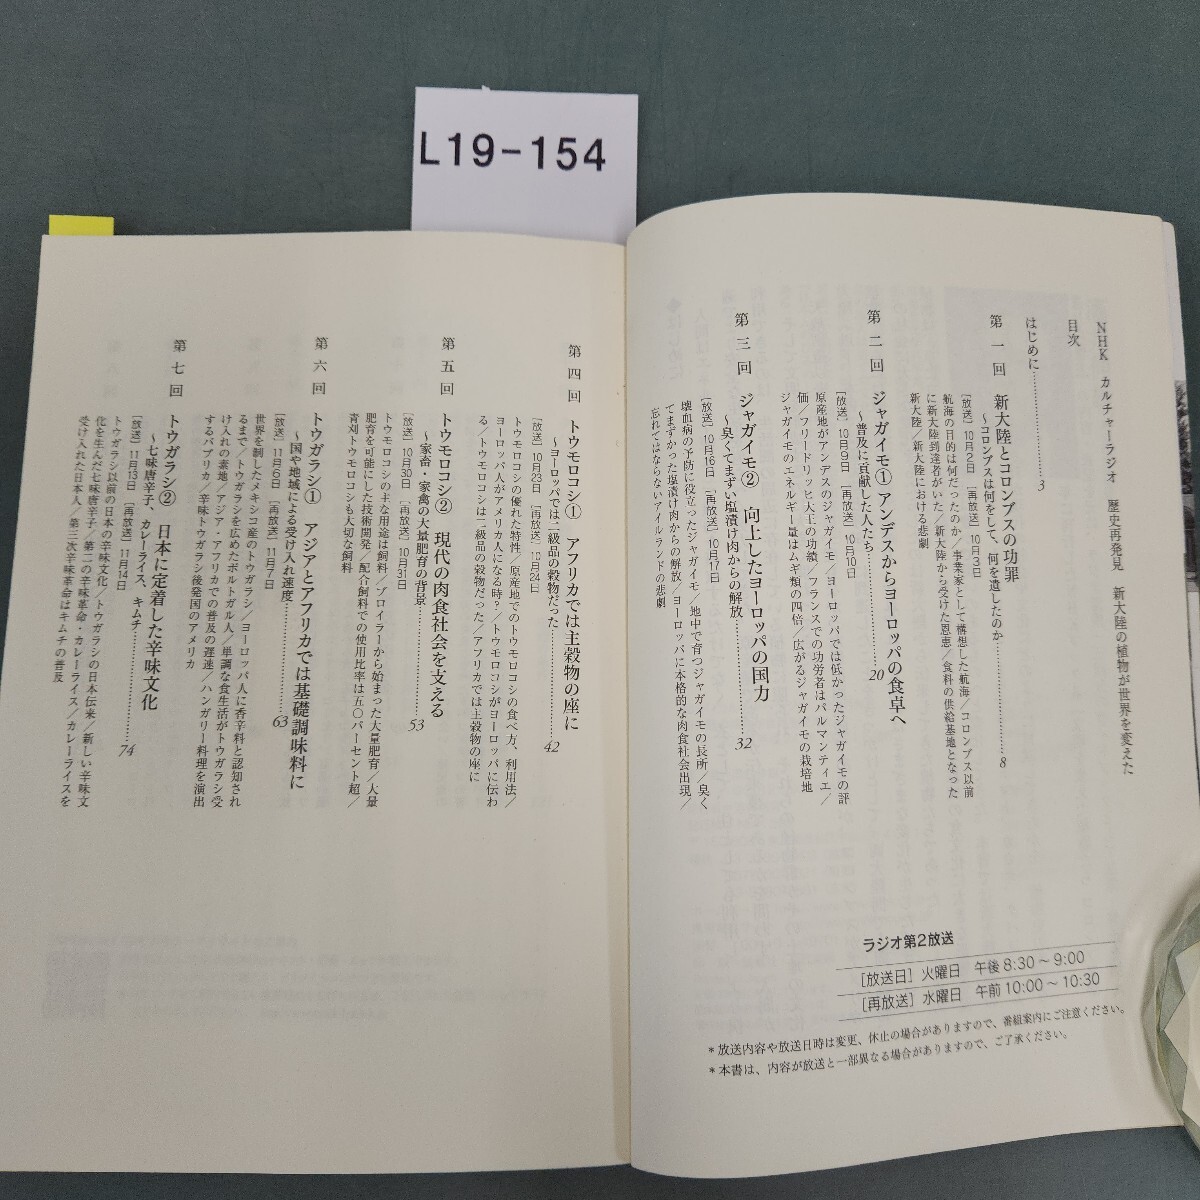 L19-154
NHK カルチャーラジオ 歴史再発見 新大陸の植物が世界を変えた
目次
はじめに……………3
第一回 新大陸とコロンブスの功罪
～コロンブスは何をして、何を遺したのか……………8
[放送] 10月2日 [再放送] 10月3日
航海の目的は何だったのか／事業家として構想した航海／コロンブス以前
に新大陸到達者がいた／新大陸から受けた恩恵／食料の供給基地となった
新大陸／新大陸における悲劇
第二回 ジャガイモ① アンデスからヨーロッパの食卓へ
～普及に貢献した人たち……………20
[放送] 10月9日 [再放送] 10月10日
原産地がアンデスのジャガイモ／ヨーロッパでは低かったジャガイモの評
価／フリードリッヒ大王の功績／フランスでの功労者はパルマンティエ／
ジャガイモのエネルギー量はムギ類の四倍／広がるジャガイモの栽培地
第三回 ジャガイモ② 向上したヨーロッパの国力
～臭くてまずい塩漬け肉からの解放……………32
[放送] 10月16日 [再放送] 10月17日
壊血病の予防に役立ったジャガイモ／地中で育つジャガイモの長所／臭く
てまずかった塩漬け肉からの解放／ヨーロッパに本格的な肉食社会出現／
忘れてはならないアイルランドの悲劇
ラジオ第2放送
[放送日] 火曜日 午後 8:30～9:00
[再放送] 水曜日 午前 10:00～10:30
＊放送内容や放送日時は変更、休止の場合がありますので、番組案内にご注意ください。
＊本書は、内容が放送と一部異なる場合がありますので、ご了承ください。
第四回 トウモロコシ① アフリカでは主穀物の座に
～ヨーロッパでは二級品の穀物だった……………42
[放送] 10月23日 [再放送] 10月24日
トウモロコシの優れた特性／原産地でのトウモロコシの食べ方、利用法／
ヨーロッパ人がアメリカ人になる時?／トウモロコシがヨーロッパに伝わ
る／トウモロコシは二級品の穀物だった／アフリカでは主穀物の座に
第五回 トウモロコシ② 現代の肉食社会を支える
～家畜・家禽の大量肥育の背景……………53
[放送] 10月30日 [再放送] 10月31日
トウモロコシの主な用途は飼料／ブロイラーから始まった大量肥育／大量
肥育を可能にした技術開発／配合飼料での使用比率は五〇パーセント超／
青刈トウモロコシも大切な飼料
第六回 トウガラシ① アジアとアフリカでは基礎調味料に
～国や地域による受け入れ速度……………63
[放送] 11月6日 [再放送] 11月7日
世界を制したメキシコ産のトウガラシ／ヨーロッパ人に香辛料と認知され
るまで／トウガラシを広めたポルトガル人／単調な食生活がトウガラシ受
け入れの素地／アジア・アフリカでの普及の遅速／ハンガリー料理を演出
するパプリカ／辛味トウガラシ後発国のアメリカ
第七回 トウガラシ② 日本に定着した辛味文化
～七味唐辛子、カレーライス、キムチ……………74
[放送] 11月13日 [再放送] 11月14日
トウガラシ以前の日本の辛味文化／トウガラシの日本伝来／新しい辛味文
化を生んだ七味唐辛子／第二の辛味革命・カレーライス／カレーライスを
受け入れた日本人／第三次辛味革命はキムチの普及